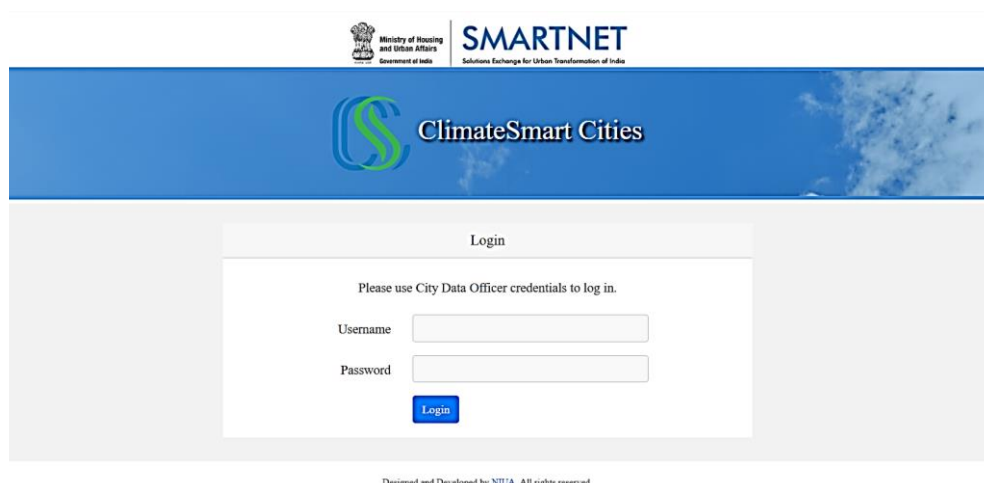 Ministry of Housing
and Urban Affairs
Government of India
SMARTNET
Solutions Exchange for Urban Transformation of India
ClimateSmart Cities
Login
Please use City Data Officer credentials to log in.
Username
Password
Login
Designed and Developed by NIUA. All rights reserved